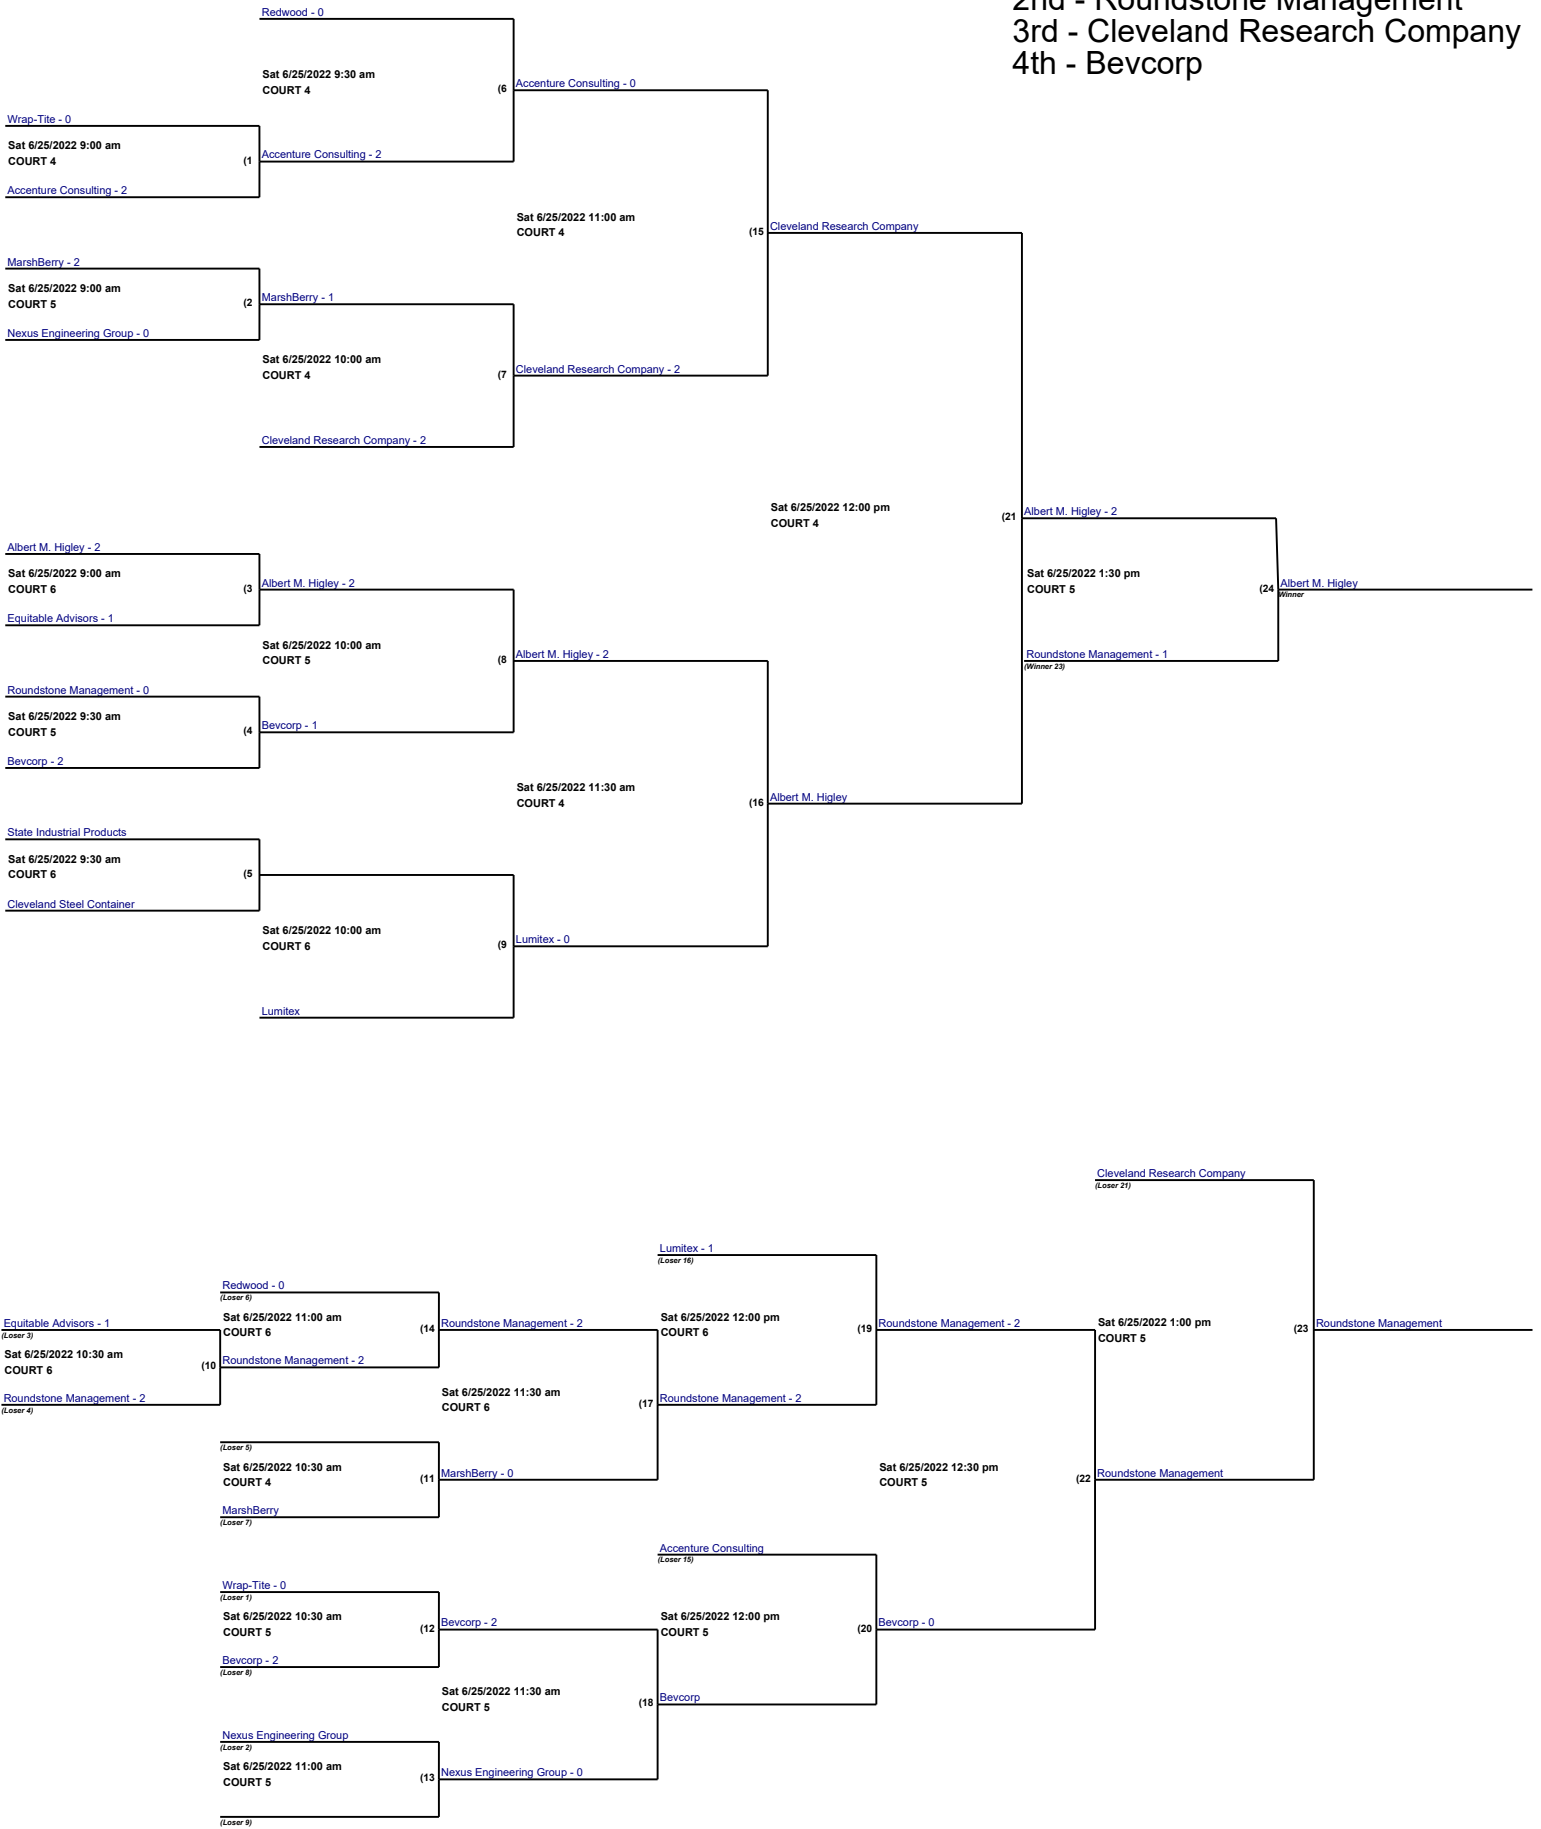 2nd - Roundstone Management
3rd - Cleveland Research Company
4th - Bevcorp
Redwood - 0
Sat 6/25/2022 9:30 am
COURT 4
(6
Accenture Consulting - 0
Wrap-Tite - 0
Sat 6/25/2022 9:00 am
COURT 4
(1
Accenture Consulting - 2
Accenture Consulting - 2
Sat 6/25/2022 11:00 am
COURT 4
(15
Cleveland Research Company
MarshBerry - 2
Sat 6/25/2022 9:00 am
COURT 5
(2
MarshBerry - 1
Nexus Engineering Group - 0
Sat 6/25/2022 10:00 am
COURT 4
(7
Cleveland Research Company - 2
Cleveland Research Company - 2
Sat 6/25/2022 12:00 pm
COURT 4
(21
Albert M. Higley - 2
Albert M. Higley - 2
Sat 6/25/2022 9:00 am
COURT 6
(3
Albert M. Higley - 2
Sat 6/25/2022 1:30 pm
COURT 5
(24
Albert M. Higley
Winner
Equitable Advisors - 1
Sat 6/25/2022 10:00 am
COURT 5
(8
Albert M. Higley - 2
Roundstone Management - 1
(Winner 23)
Roundstone Management - 0
Sat 6/25/2022 9:30 am
COURT 5
(4
Bevcorp - 1
Bevcorp - 2
Sat 6/25/2022 11:30 am
COURT 4
(16
Albert M. Higley
State Industrial Products
Sat 6/25/2022 9:30 am
COURT 6
(5
Cleveland Steel Container
Sat 6/25/2022 10:00 am
COURT 6
(9
Lumitex - 0
Lumitex
Cleveland Research Company
(Loser 21)
Lumitex - 1
(Loser 16)
Redwood - 0
(Loser 6)
Equitable Advisors - 1
(Loser 3)
Sat 6/25/2022 11:00 am
COURT 6
(14
Roundstone Management - 2
Sat 6/25/2022 12:00 pm
COURT 6
(19
Roundstone Management - 2
Sat 6/25/2022 1:00 pm
COURT 5
(23
Roundstone Management
Sat 6/25/2022 10:30 am
COURT 6
(10
Roundstone Management - 2
Roundstone Management - 2
(Loser 4)
Sat 6/25/2022 11:30 am
COURT 6
(17
Roundstone Management - 2
(Loser 5)
Sat 6/25/2022 10:30 am
COURT 4
(11
MarshBerry - 0
Sat 6/25/2022 12:30 pm
COURT 5
(22
Roundstone Management
MarshBerry
(Loser 7)
Accenture Consulting
(Loser 15)
Wrap-Tite - 0
(Loser 1)
Sat 6/25/2022 10:30 am
COURT 5
(12
Bevcorp - 2
Sat 6/25/2022 12:00 pm
COURT 5
(20
Bevcorp - 0
Bevcorp - 2
(Loser 8)
Sat 6/25/2022 11:30 am
COURT 5
(18
Bevcorp
Nexus Engineering Group
(Loser 2)
Sat 6/25/2022 11:00 am
COURT 5
(13
Nexus Engineering Group - 0
(Loser 9)